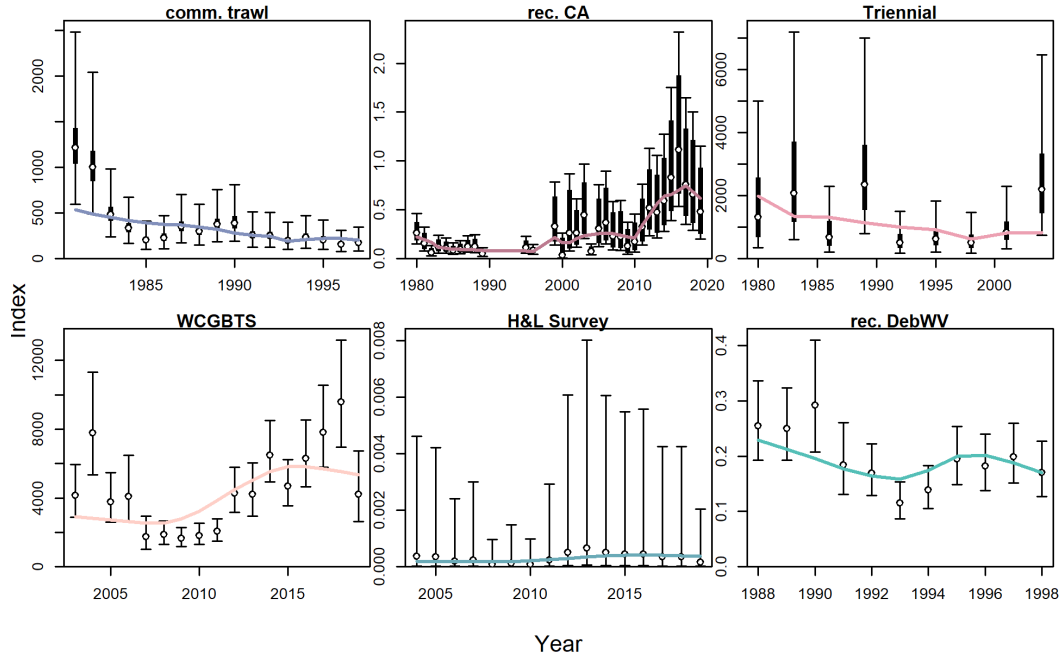 comm. trawl
rec. CA
Triennial
0 500 1000 2000
1985 1990 1995
0.0 0.5 1.0 1.5 2.0
1980 1990 2000 2010 2020
0 2000 4000 6000
1980 1985 1990 1995 2000
Index
WCGBTS
H&L Survey
rec. DebWV
0 4000 8000 12000
2005 2010 2015
0.000 0.002 0.004 0.006 0.008
2005 2010 2015
0.0 0.1 0.2 0.3 0.4
1988 1990 1992 1994 1996 1998
Year